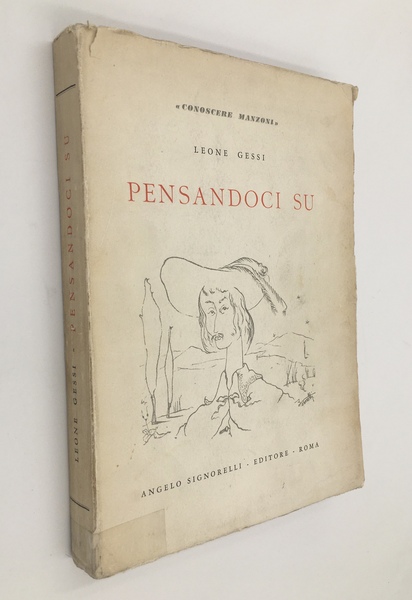 «CONOSCERE MANZONI»
LEONE GESSI
PENSANDOCI SU
ANGELO SIGNORELLI - EDITORE - ROMA
LEONE GESSI - PENSANDOCI SU